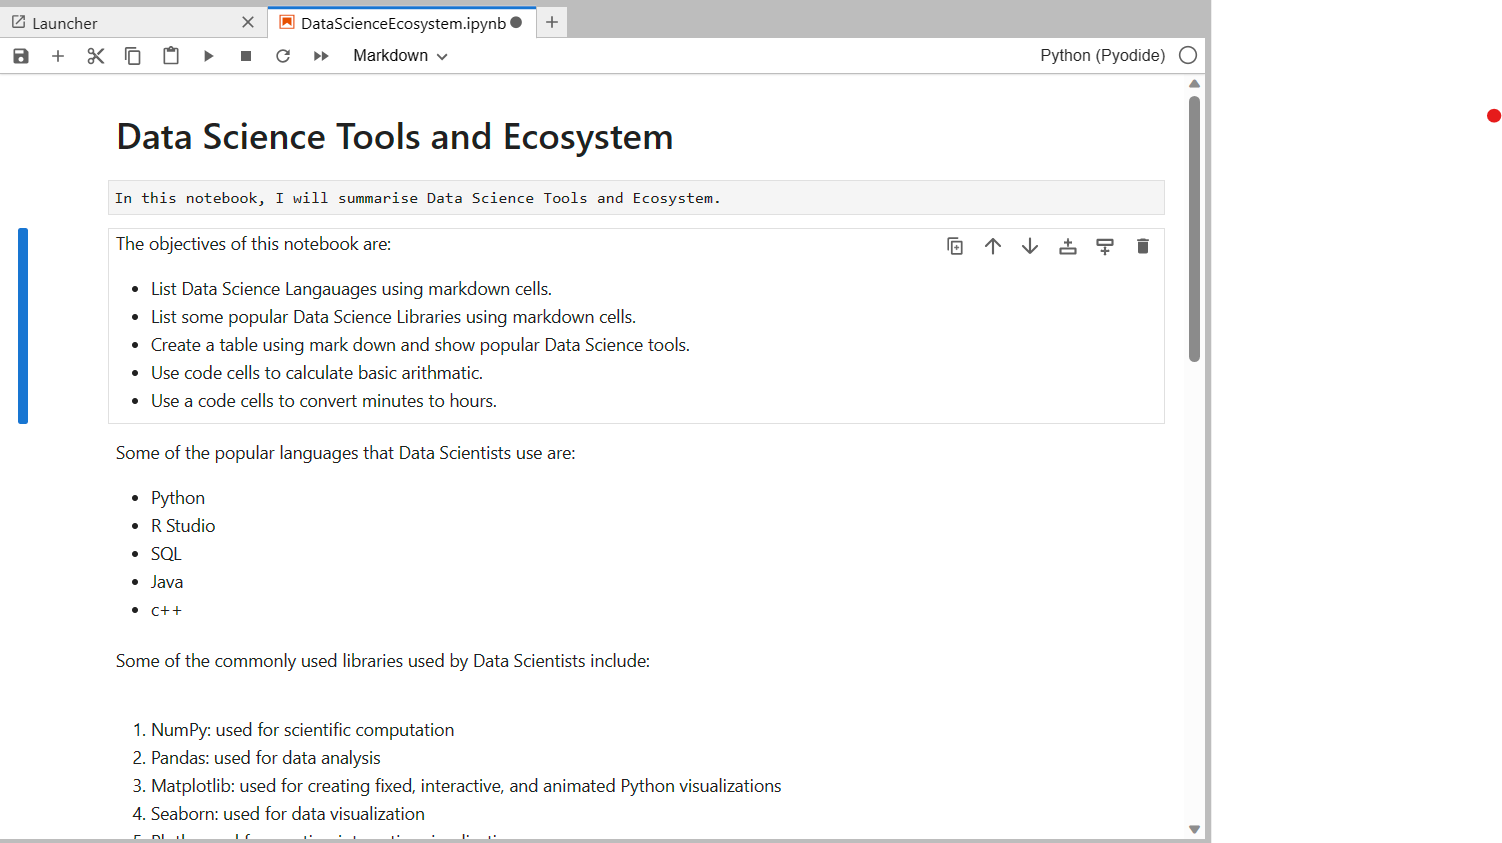 Launcher
DataScienceEcosystem.ipynb
Markdown
Python (Pyodide)
Data Science Tools and Ecosystem
In this notebook, I will summarise Data Science Tools and Ecosystem.
The objectives of this notebook are:
• List Data Science Langauages using markdown cells.
• List some popular Data Science Libraries using markdown cells.
• Create a table using mark down and show popular Data Science tools.
• Use code cells to calculate basic arithmatic.
• Use a code cells to convert minutes to hours.
Some of the popular languages that Data Scientists use are:
• Python
• R Studio
• SQL
• Java
• c++
Some of the commonly used libraries used by Data Scientists include:
1. NumPy: used for scientific computation
2. Pandas: used for data analysis
3. Matplotlib: used for creating fixed, interactive, and animated Python visualizations
4. Seaborn: used for data visualization